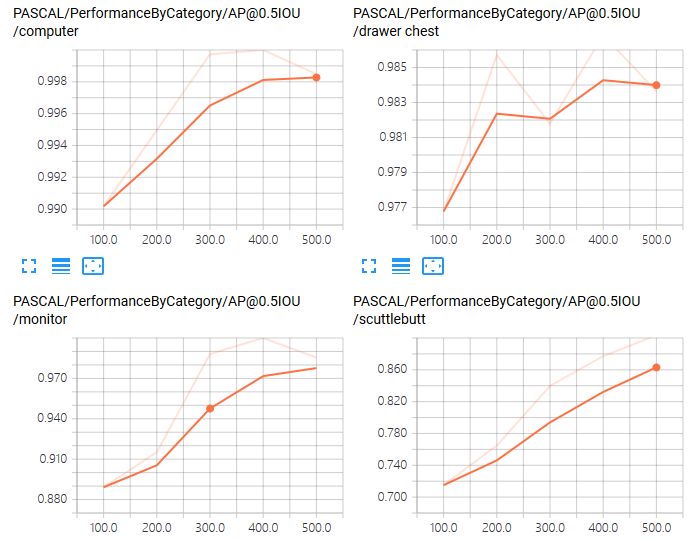 PASCAL/PerformanceByCategory/AP@0.5IOU
/computer
0.998
0.996
0.994
0.992
0.990
100.0 200.0 300.0 400.0 500.0
PASCAL/PerformanceByCategory/AP@0.5IOU
/drawer chest
0.985
0.983
0.981
0.979
0.977
100.0 200.0 300.0 400.0 500.0
PASCAL/PerformanceByCategory/AP@0.5IOU
/monitor
0.970
0.940
0.910
0.880
100.0 200.0 300.0 400.0 500.0
PASCAL/PerformanceByCategory/AP@0.5IOU
/scuttlebutt
0.860
0.820
0.780
0.740
0.700
100.0 200.0 300.0 400.0 500.0